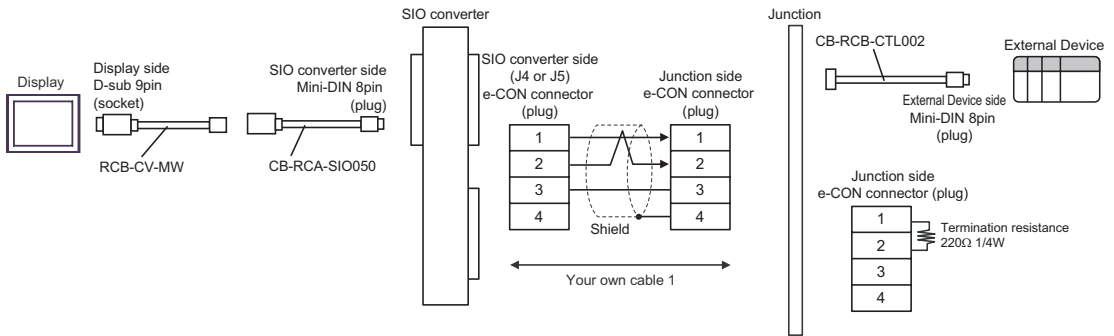 SIO converter
Junction
Display
Display side
D-sub 9pin
(socket)
RCB-CV-MW
SIO converter side
Mini-DIN 8pin
(plug)
CB-RCA-SIO050
SIO converter side
(J4 or J5)
e-CON connector
(plug)
1
2
3
4
Shield
Junction side
e-CON connector
(plug)
1
2
3
4
Your own cable 1
CB-RCB-CTL002
External Device
External Device side
Mini-DIN 8pin
(plug)
Junction side
e-CON connector (plug)
1
2
3
4
Termination resistance
220Ω 1/4W